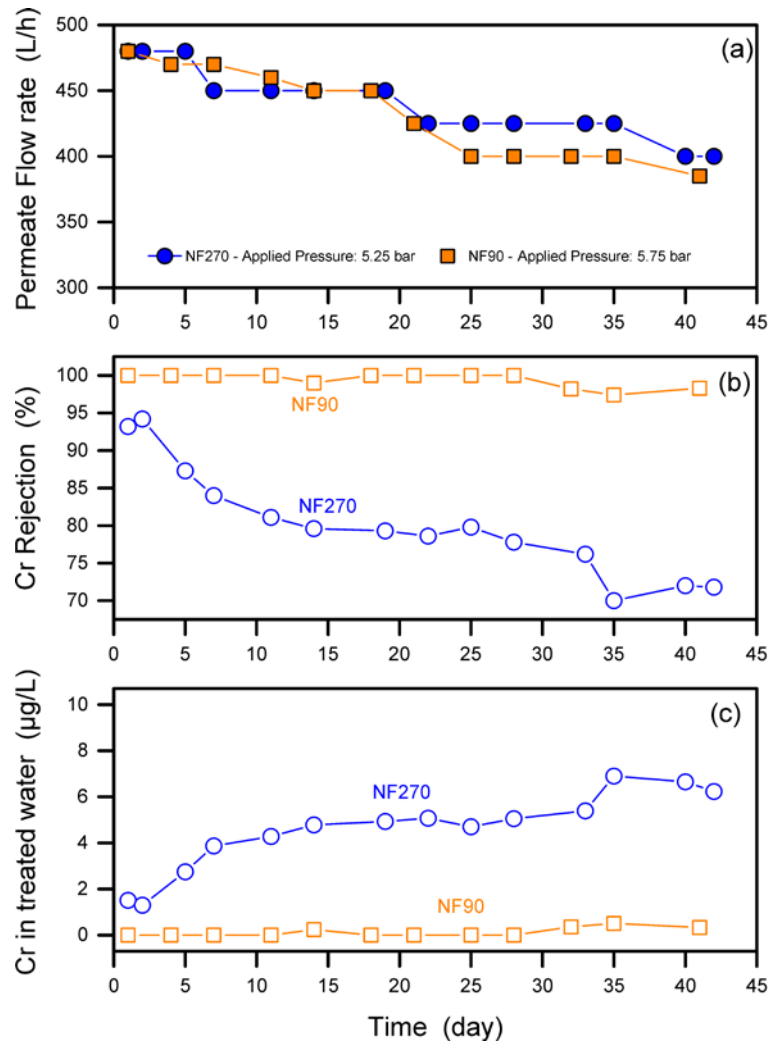 Permeate Flow rate (L/h)
500
450
400
350
300
(a)
NF270 - Applied Pressure: 5.25 bar
NF90 - Applied Pressure: 5.75 bar
0 5 10 15 20 25 30 35 40 45
Cr Rejection (%)
100
95
90
85
80
75
70
(b)
NF90
NF270
0 5 10 15 20 25 30 35 40 45
Cr in treated water (µg/L)
10
8
6
4
2
0
(c)
NF270
NF90
0 5 10 15 20 25 30 35 40 45
Time (day)